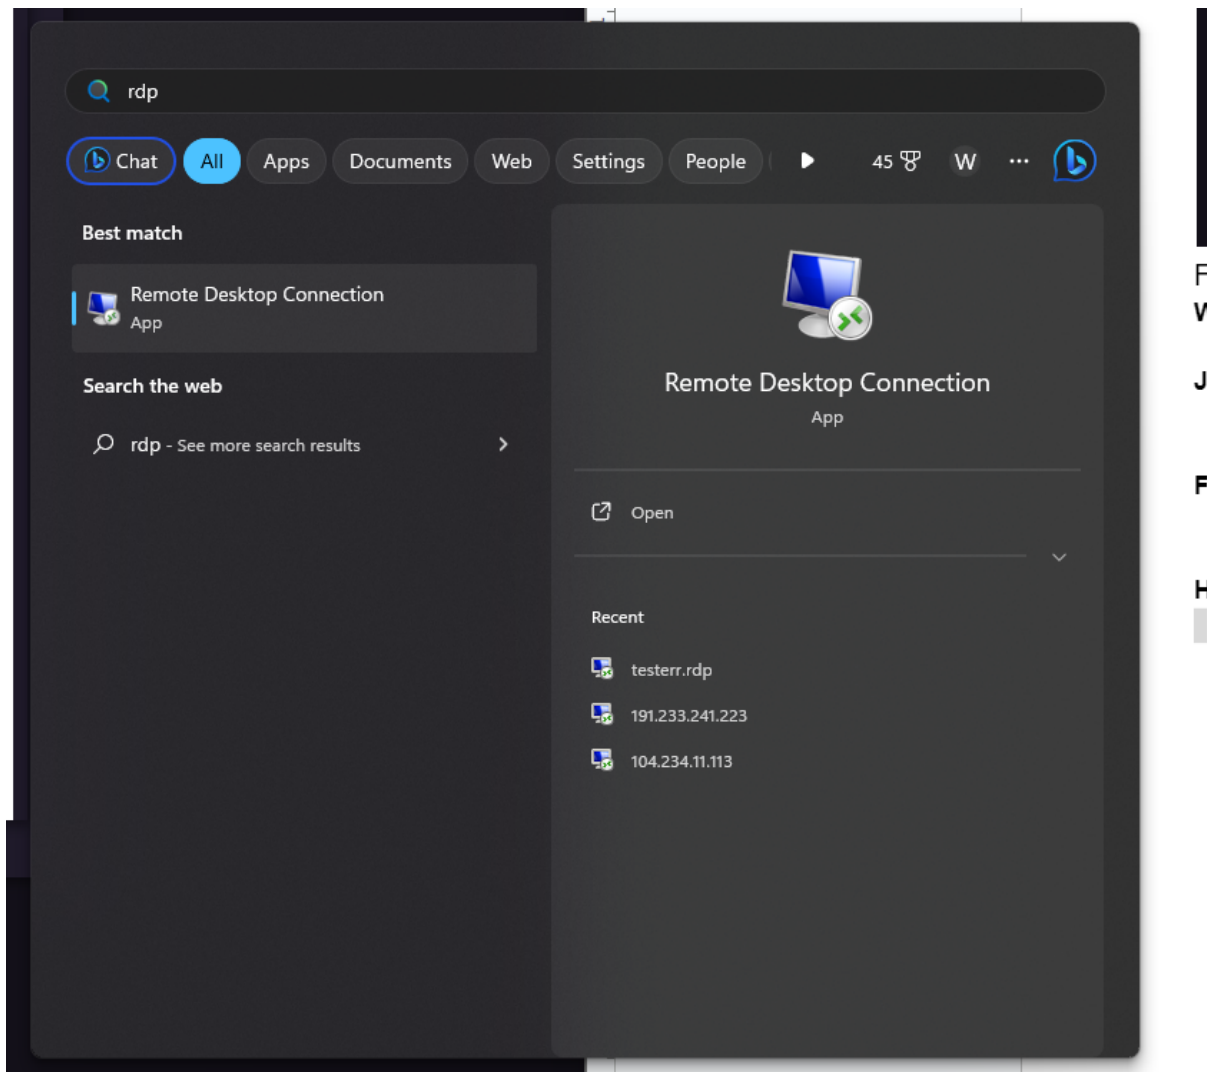 rdp
Chat All Apps Documents Web Settings People 45 W ...
Best match
Remote Desktop Connection
App
Search the web
rdp - See more search results
Remote Desktop Connection
App
Open
Recent
testerr.rdp
191.233.241.223
104.234.11.113
F
W
J
F
H